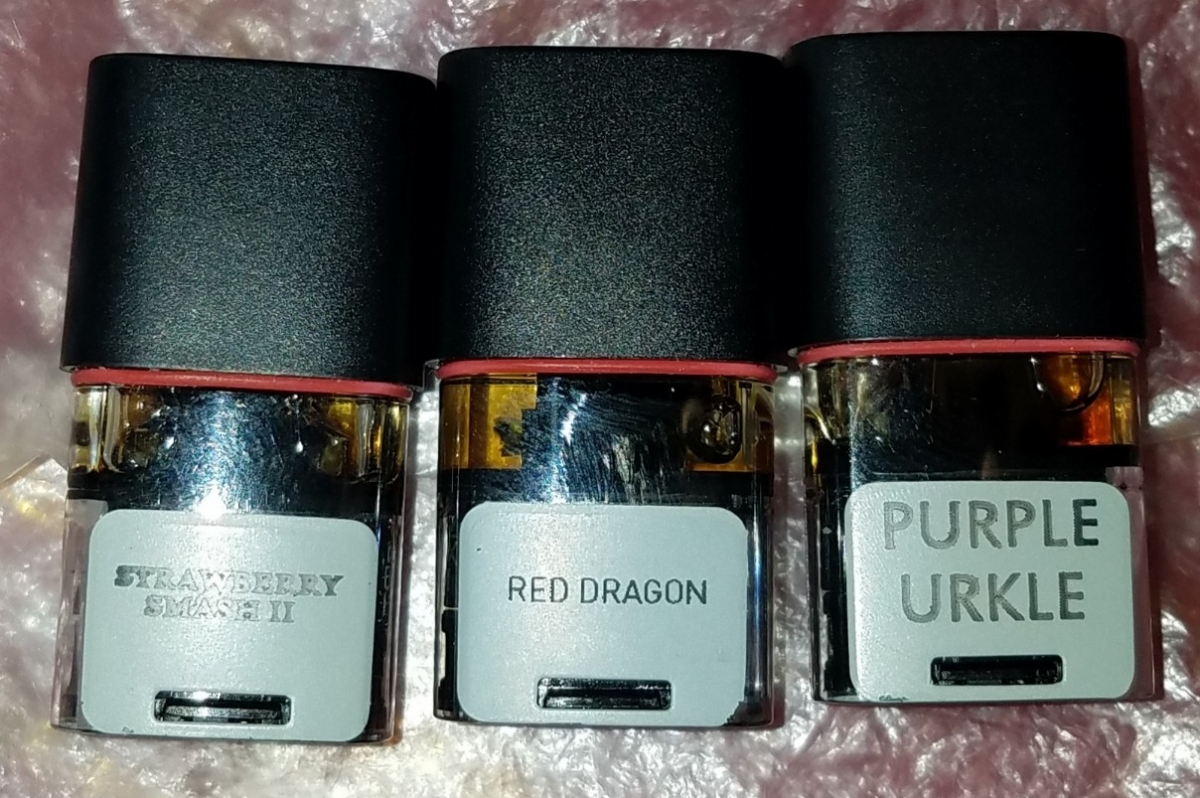 STRAWBERRY
SMASH II
RED DRAGON
PURPLE
URKLE